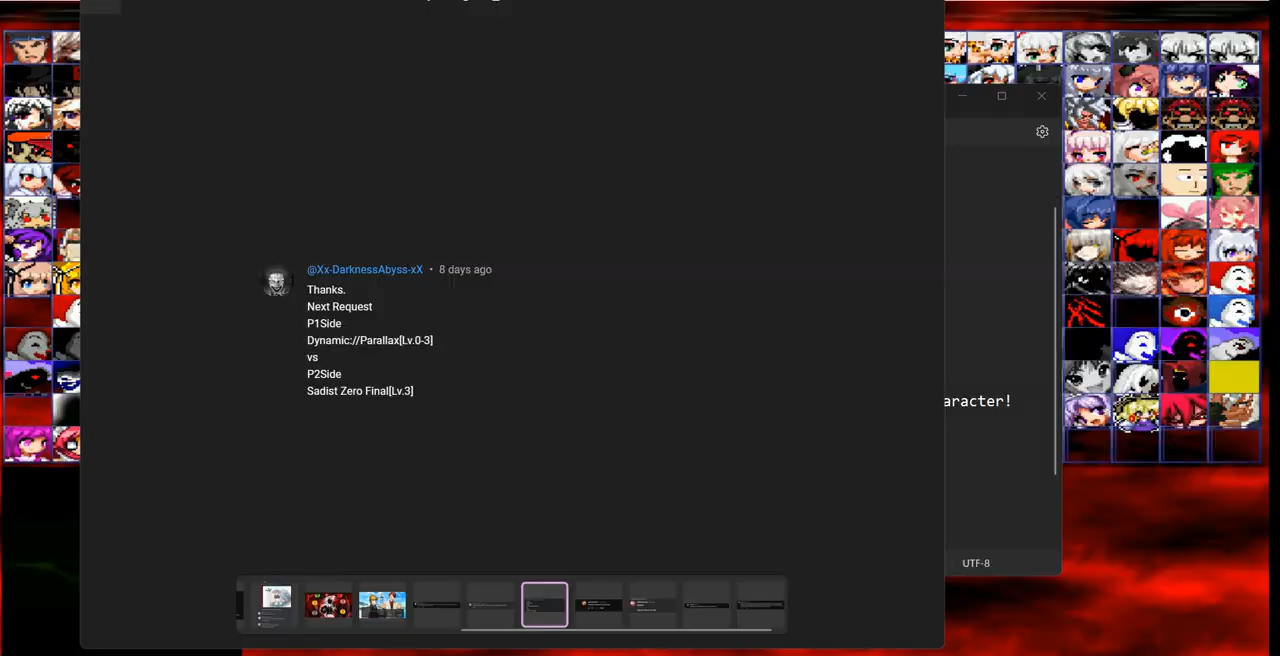 @Xx-DarknessAbyss-xX • 8 days ago
Thanks.
Next Request
P1Side
Dynamic://Parallax[Lv.0-3]
vs
P2Side
Sadist Zero Final[Lv.3]
aracter!
UTF-8